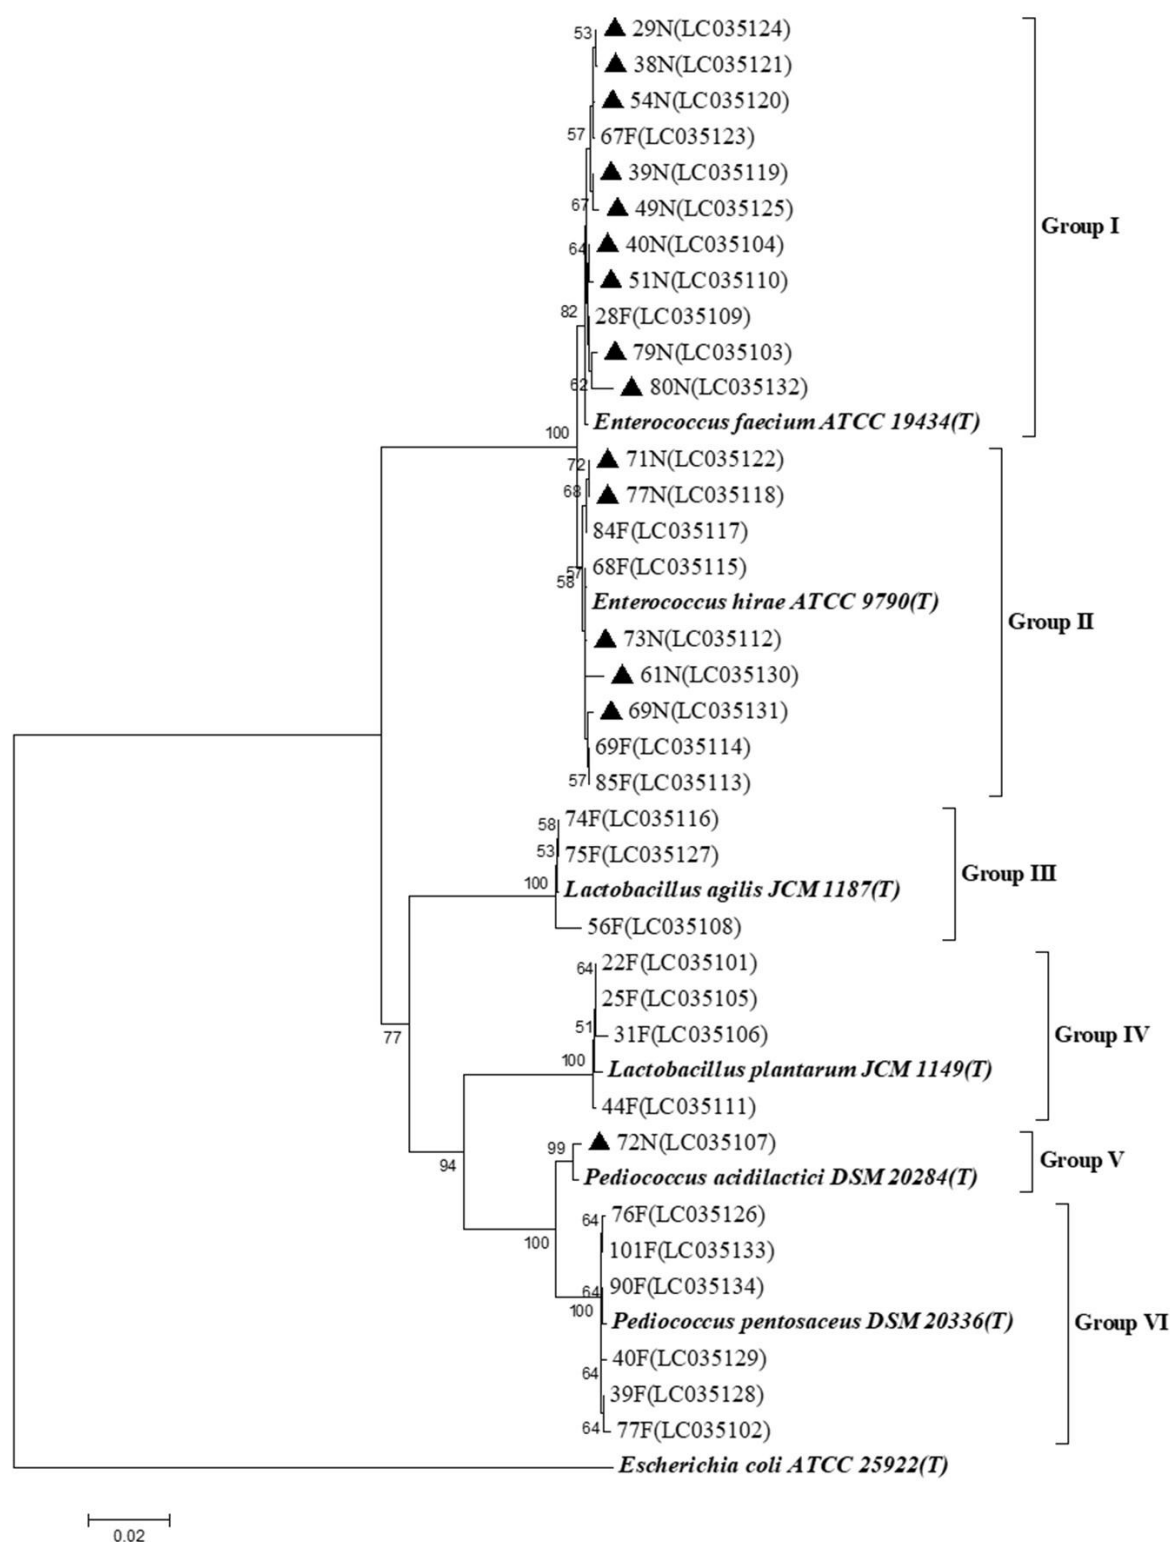 53
▲ 29N(LC035124)
▲ 38N(LC035121)
▲ 54N(LC035120)
57
67F(LC035123)
▲ 39N(LC035119)
67
▲ 49N(LC035125)
Group I
64
▲ 40N(LC035104)
▲ 51N(LC035110)
82
28F(LC035109)
▲ 79N(LC035103)
62
▲ 80N(LC035132)
Enterococcus faecium ATCC 19434(T)
100
72
▲ 71N(LC035122)
68
▲ 77N(LC035118)
84F(LC035117)
57
68F(LC035115)
58
Enterococcus hirae ATCC 9790(T)
Group II
▲ 73N(LC035112)
▲ 61N(LC035130)
▲ 69N(LC035131)
69F(LC035114)
57
85F(LC035113)
58
74F(LC035116)
53
75F(LC035127)
Group III
100
Lactobacillus agilis JCM 1187(T)
56F(LC035108)
64
22F(LC035101)
25F(LC035105)
51
31F(LC035106)
Group IV
77
100
Lactobacillus plantarum JCM 1149(T)
44F(LC035111)
99
▲ 72N(LC035107)
Group V
94
Pediococcus acidilactici DSM 20284(T)
64
76F(LC035126)
100
101F(LC035133)
64
90F(LC035134)
100
Pediococcus pentosaceus DSM 20336(T)
Group VI
40F(LC035129)
64
39F(LC035128)
64
77F(LC035102)
Escherichia coli ATCC 25922(T)
0.02